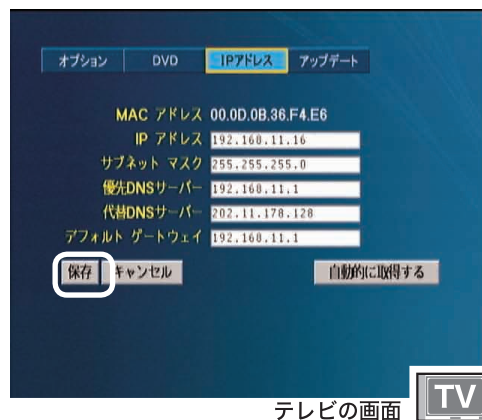 オプション DVD IPアドレス アップデート
MAC アドレス 00.0D.0B.36.F4.E6
IP アドレス 192.168.11.16
サブネット マスク 255.255.255.0
優先DNSサーバー 192.168.11.1
代替DNSサーバー 202.11.178.128
デフォルト ゲートウェイ 192.168.11.1
保存 キャンセル 自動的に取得する
テレビの画面 TV